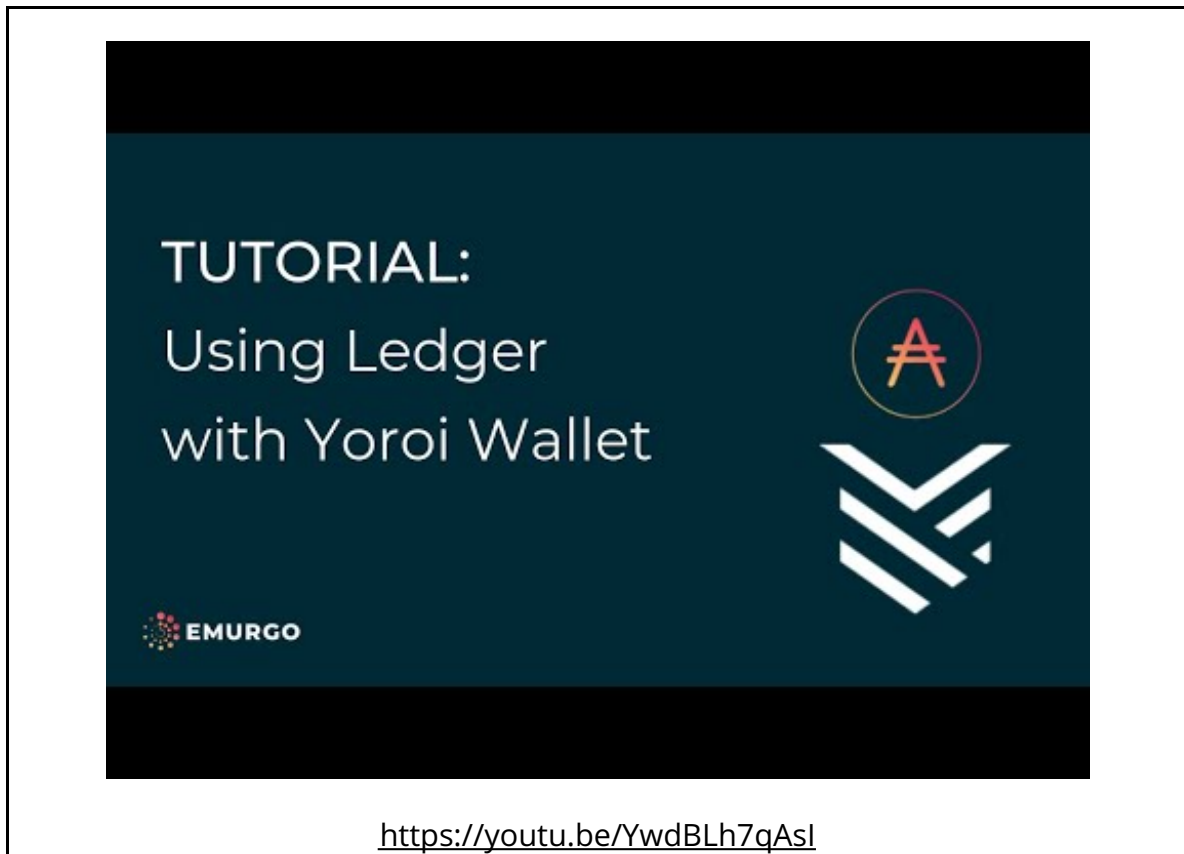 TUTORIAL:
Using Ledger
with Yoroi Wallet
EMURGO
https://youtu.be/YwdBLh7qAsI